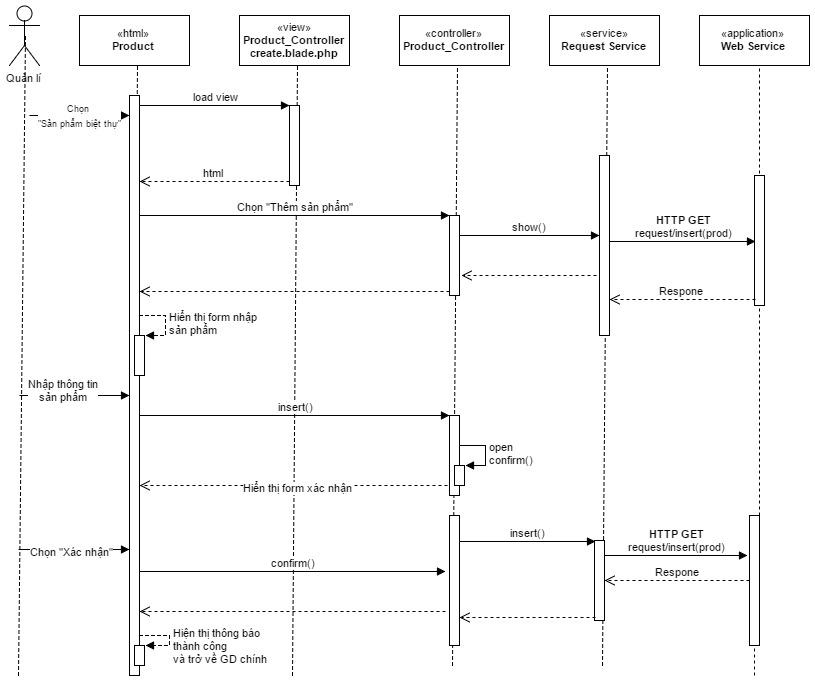 «html»
Product
«view»
Product_Controller
create.blade.php
«controller»
Product_Controller
«service»
Request Service
«application»
Web Service
Quản lí
Chọn
"Sản phẩm biệt thự"
load view
html
Chọn "Thêm sản phẩm"
show()
HTTP GET
request/insert(prod)
Respone
Hiển thị form nhập
sản phẩm
Nhập thông tin
sản phẩm
insert()
open
confirm()
Hiển thị form xác nhận
Chọn "Xác nhận"
insert()
HTTP GET
request/insert(prod)
confirm()
Respone
Hiện thị thông báo
thành công
và trở về GD chính